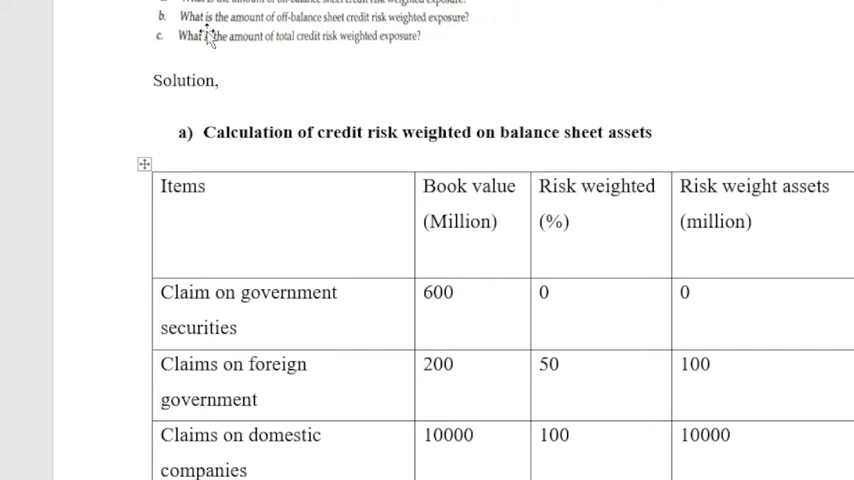 b. What is the amount of off-balance sheet credit risk weighted exposure?
c. What is the amount of total credit risk weighted exposure?
Solution,
a) Calculation of credit risk weighted on balance sheet assets
Items Book value Risk weighted Risk weight assets
(Million) (%) (million)
Claim on government 600 0 0
securities
Claims on foreign 200 50 100
government
Claims on domestic 10000 100 10000
companies